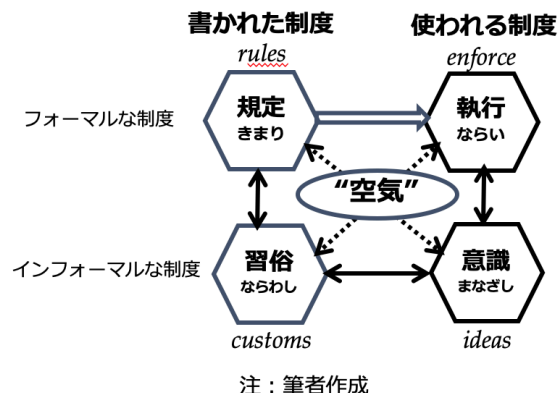 書かれた制度 使われる制度
rules enforce
フォーマルな制度
規定 執行
きまり ならい
“空気”
インフォーマルな制度
習俗 意識
ならわし まなざし
customs ideas
注：筆者作成